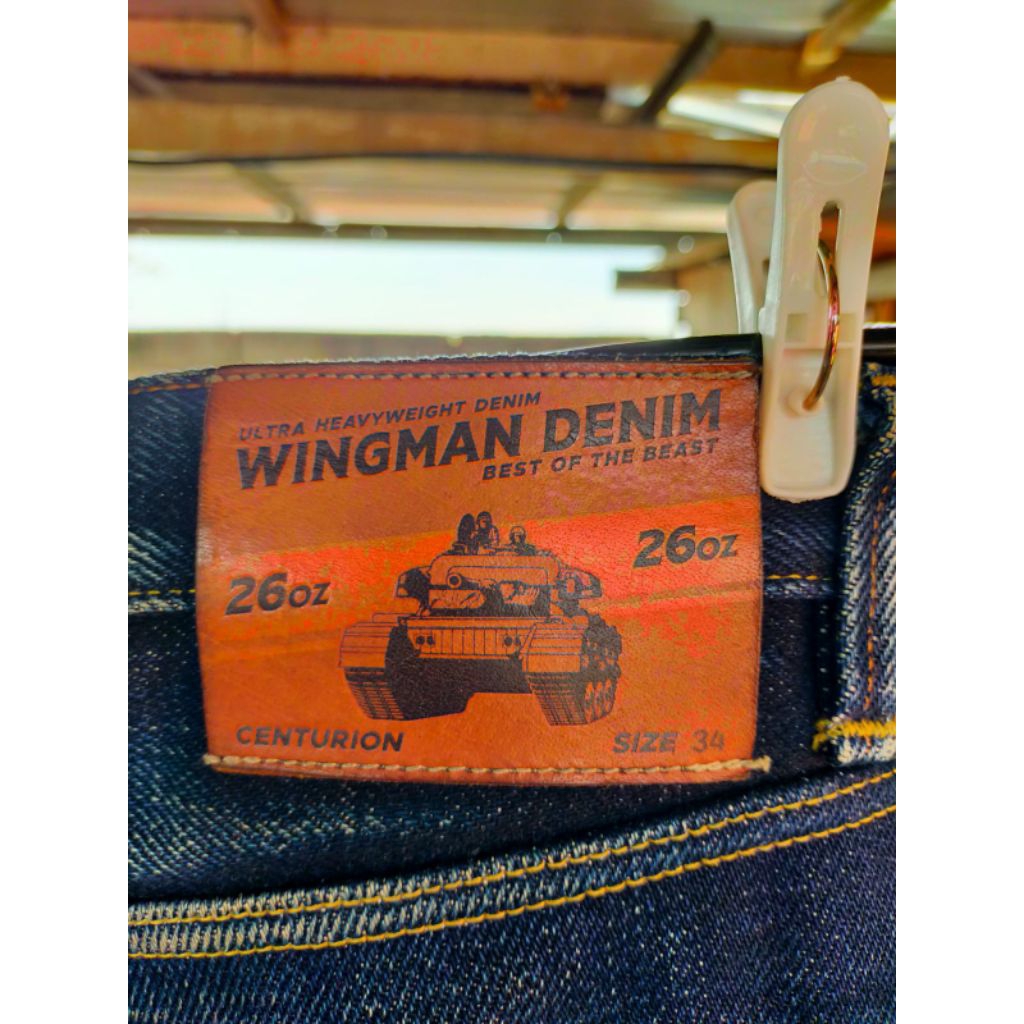 ULTRA HEAVYWEIGHT DENIM
WINGMAN DENIM
BEST OF THE BEAST
26OZ
26OZ
CENTURION
SIZE 34